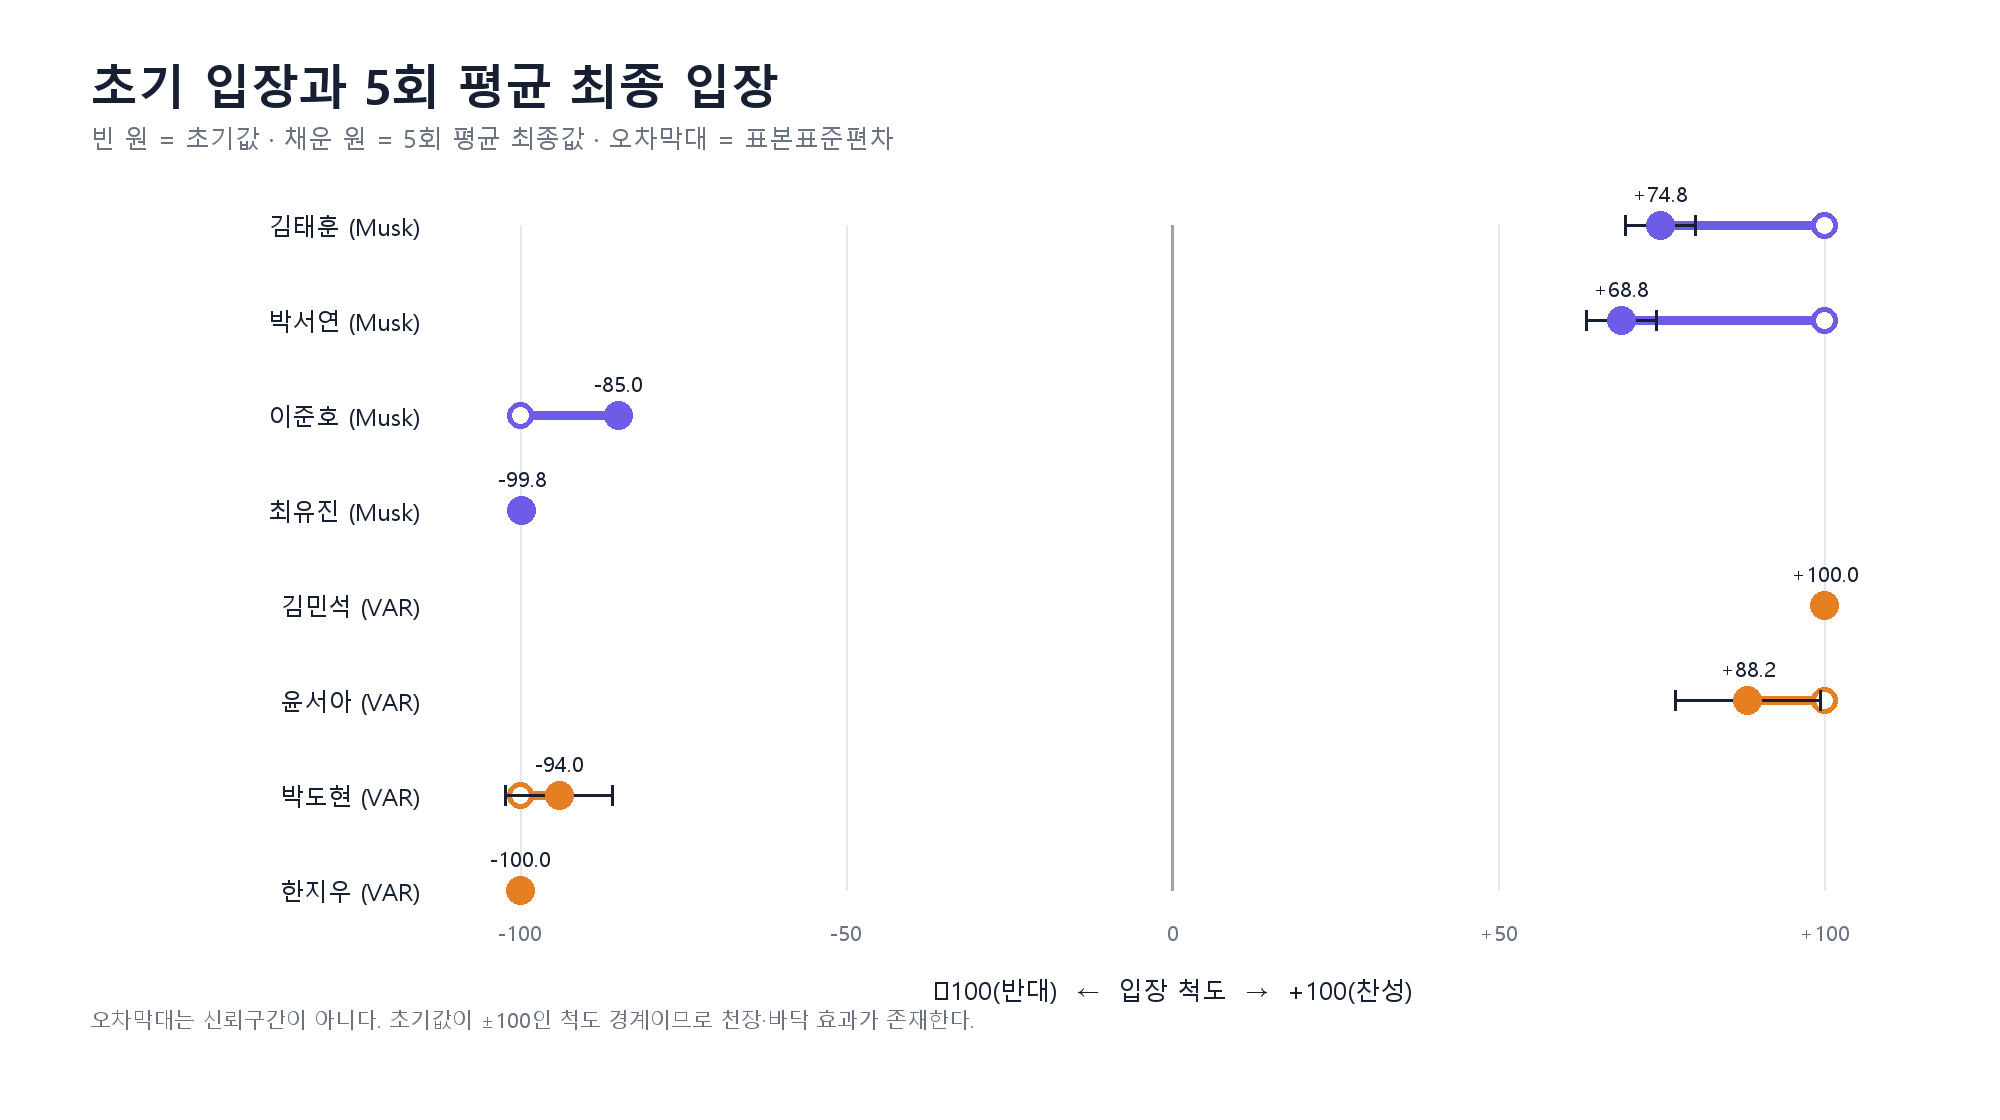 초기 입장과 5회 평균 최종 입장
빈 원 = 초기값 · 채운 원 = 5회 평균 최종값 · 오차막대 = 표본표준편차
김태훈 (Musk)
+74.8
박서연 (Musk)
+68.8
이준호 (Musk)
-85.0
최유진 (Musk)
-99.8
김민석 (VAR)
+100.0
윤서아 (VAR)
+88.2
박도현 (VAR)
-94.0
한지우 (VAR)
-100.0
-100 -50 0 +50 +100
□100(반대) ← 입장 척도 → +100(찬성)
오차막대는 신뢰구간이 아니다. 초기값이 ±100인 척도 경계이므로 천장·바닥 효과가 존재한다.